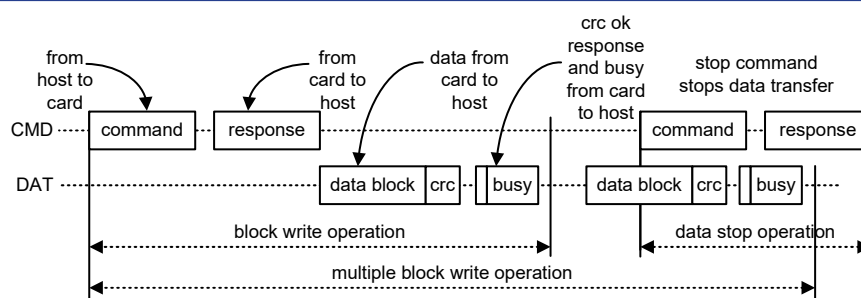 from
host to
card
from
card to
host
data from
card to
host
crc ok
response
and busy
from card
to host
stop command
stops data transfer
CMD
command
response
command
response
DAT
data block
crc
busy
data block
crc
busy
block write operation
data stop operation
multiple block write operation